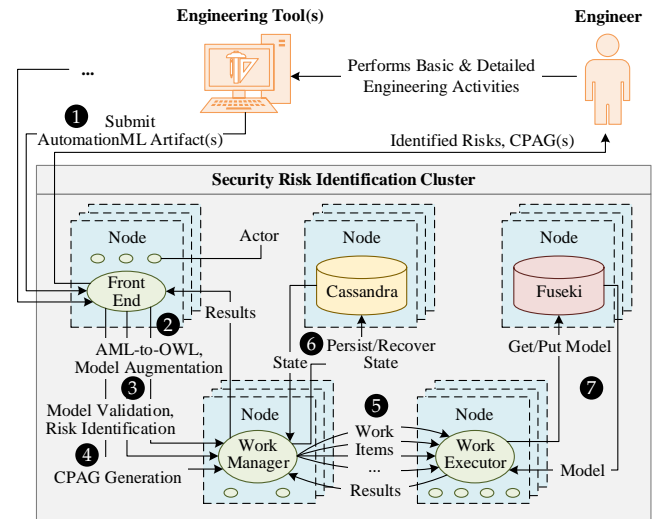 Engineering Tool(s)
Engineer
...
Performs Basic & Detailed
Engineering Activities
1
Submit
AutomationML Artifact(s)
Identified Risks, CPAG(s)
Security Risk Identification Cluster
Node
Actor
Node
Node
Front
End
Cassandra
Fuseki
Results
2
6
Persist/Recover
State
State
Get/Put Model
AML-to-OWL,
Model Augmentation
3
7
Model Validation,
Risk Identification
5
Node
Node
Work
Items
...
Results
4
CPAG Generation
Work
Manager
Work
Executor
Model